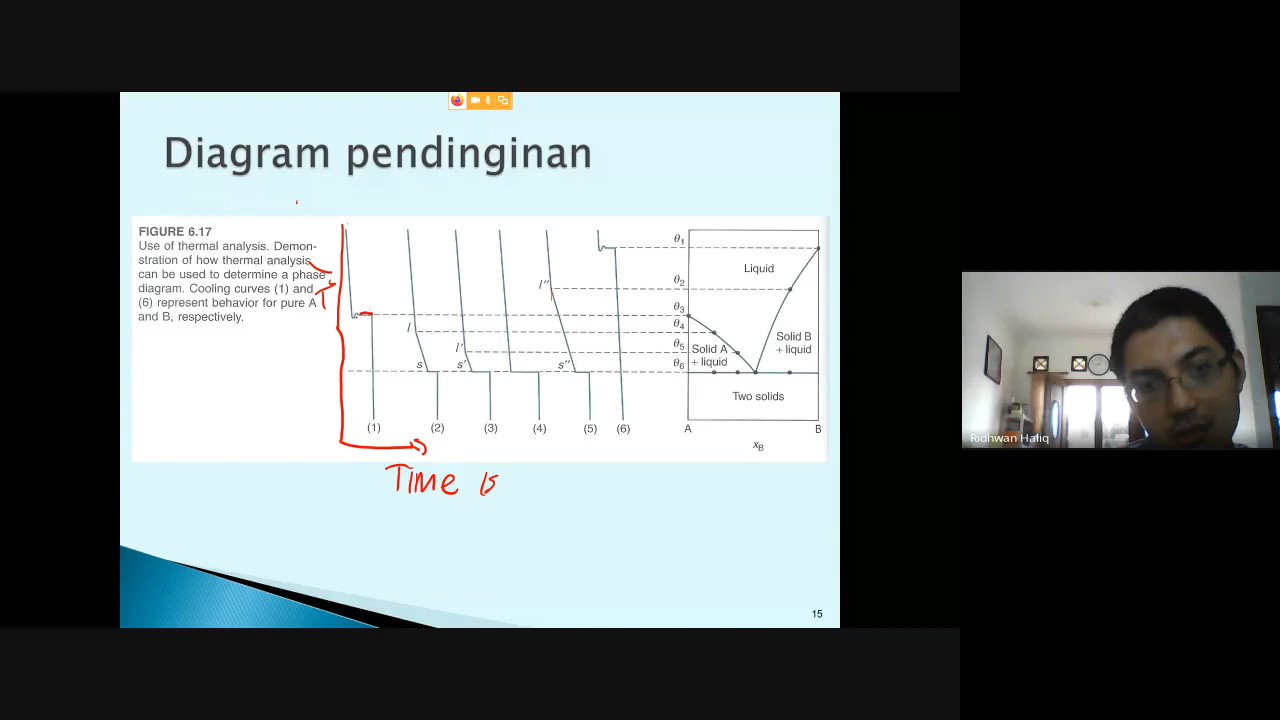 Diagram pendinginan
FIGURE 6.17
Use of thermal analysis. Demon-
stration of how thermal analysis
can be used to determine a phase
diagram. Cooling curves (1) and
(6) represent behavior for pure A
and B, respectively.
T
l
s
l'
s'
l''
s''
(1) (2) (3) (4) (5) (6)
θ1
θ2
θ3
θ4
θ5
θ6
Liquid
Solid A
+ liquid
Solid B
+ liquid
Two solids
A B
xB
Time
15
Ridhwan Haliq